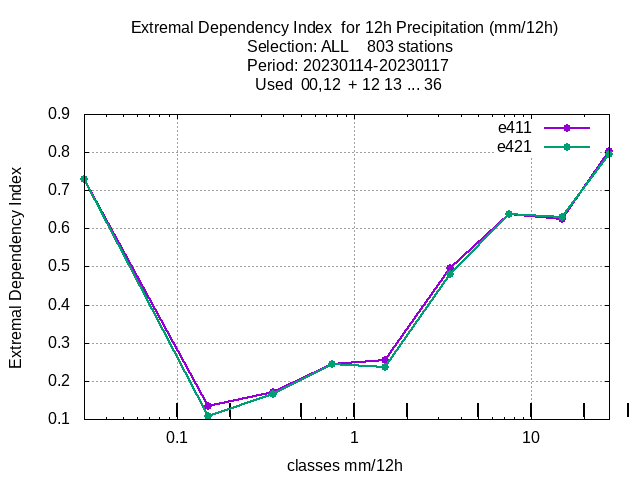 Extremal Dependency Index  for 12h Precipitation (mm/12h)
Selection: ALL    803 stations
Period: 20230114-20230117
Used  00,12  + 12 13 ... 36
e411
e421
0.9
0.8
0.7
0.6
0.5
0.4
0.3
0.2
0.1
Extremal Dependency Index
0.1 1 10
classes mm/12h